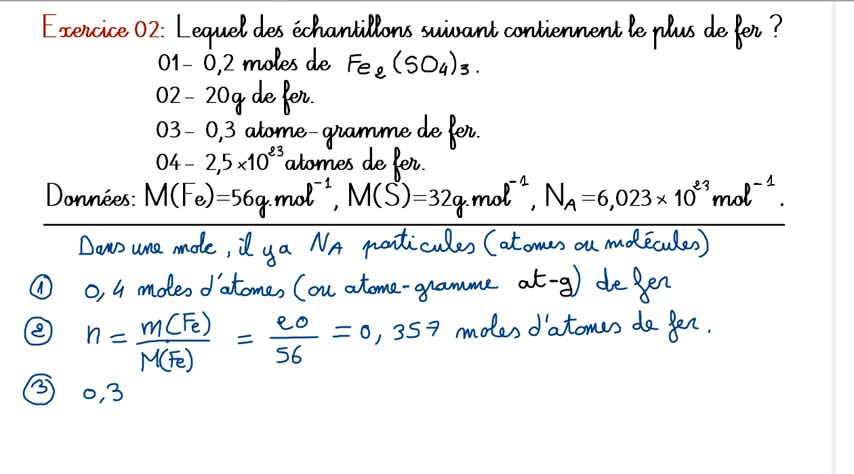 Exercice 02: Lequel des échantillons suivant contiennent le plus de fer ?
01- 0,2 moles de Fe₂(SO₄)₃.
02- 20g de fer.
03- 0,3 atome-gramme de fer.
04- 2,5×10²³ atomes de fer.
Données: M(Fe)=56g.mol⁻¹, M(S)=32g.mol⁻¹, N_A=6,023×10²³ mol⁻¹.
Dans une mole, il y a N_A particules (atomes ou molécules)
① 0,4 moles d'atomes (ou atome-gramme at-g) de fer
② n = m(Fe)/M(Fe) = 20/56 = 0,357 moles d'atomes de fer.
③ 0,3